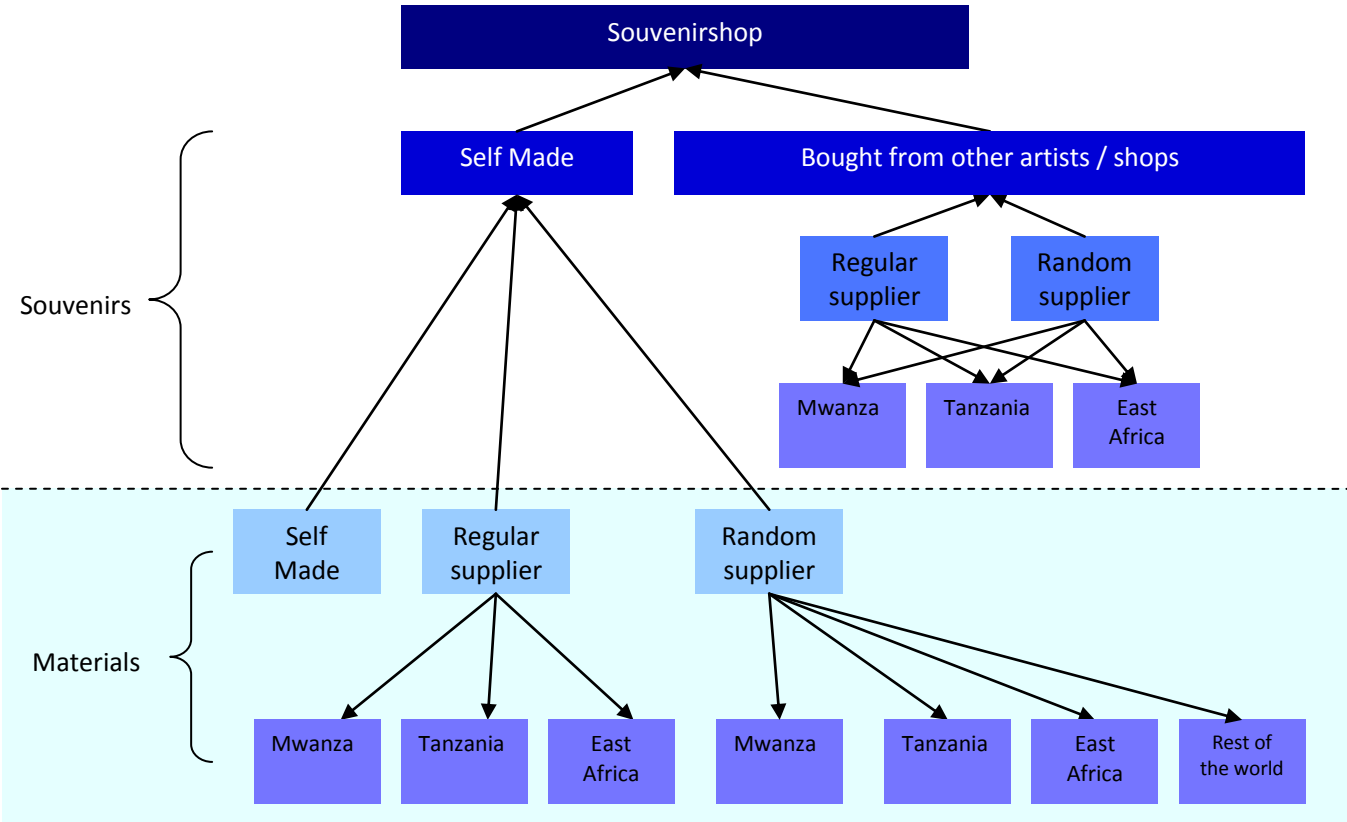 Souvenirshop
Self Made
Bought from other artists / shops
Regular
supplier
Random
supplier
Souvenirs
Mwanza
Tanzania
East
Africa
Self
Made
Regular
supplier
Random
supplier
Materials
Mwanza
Tanzania
East
Africa
Mwanza
Tanzania
East
Africa
Rest of
the world